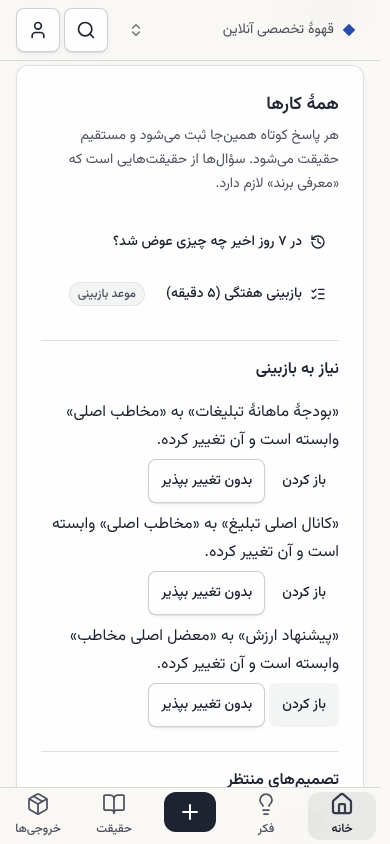 قهوهٔ تخصصی آنلاین
همهٔ کارها
هر پاسخ کوتاه همین‌جا ثبت می‌شود و مستقیم
حقیقت می‌شود. سؤال‌ها از حقیقت‌هایی است که
«معرفی برند» لازم دارد.
در ۷ روز اخیر چه چیزی عوض شد؟
بازبینی هفتگی (۵ دقیقه)
موعد بازبینی
نیاز به بازبینی
«بودجهٔ ماهانهٔ تبلیغات» به «مخاطب اصلی»
وابسته است و آن تغییر کرده.
باز کردن
بدون تغییر بپذیر
«کانال اصلی تبلیغ» به «مخاطب اصلی» وابسته
است و آن تغییر کرده.
باز کردن
بدون تغییر بپذیر
«پیشنهاد ارزش» به «معضل اصلی مخاطب»
وابسته است و آن تغییر کرده.
باز کردن
بدون تغییر بپذیر
تصمیم‌های منتظر
خانه
فکر
حقیقت
خروجی‌ها